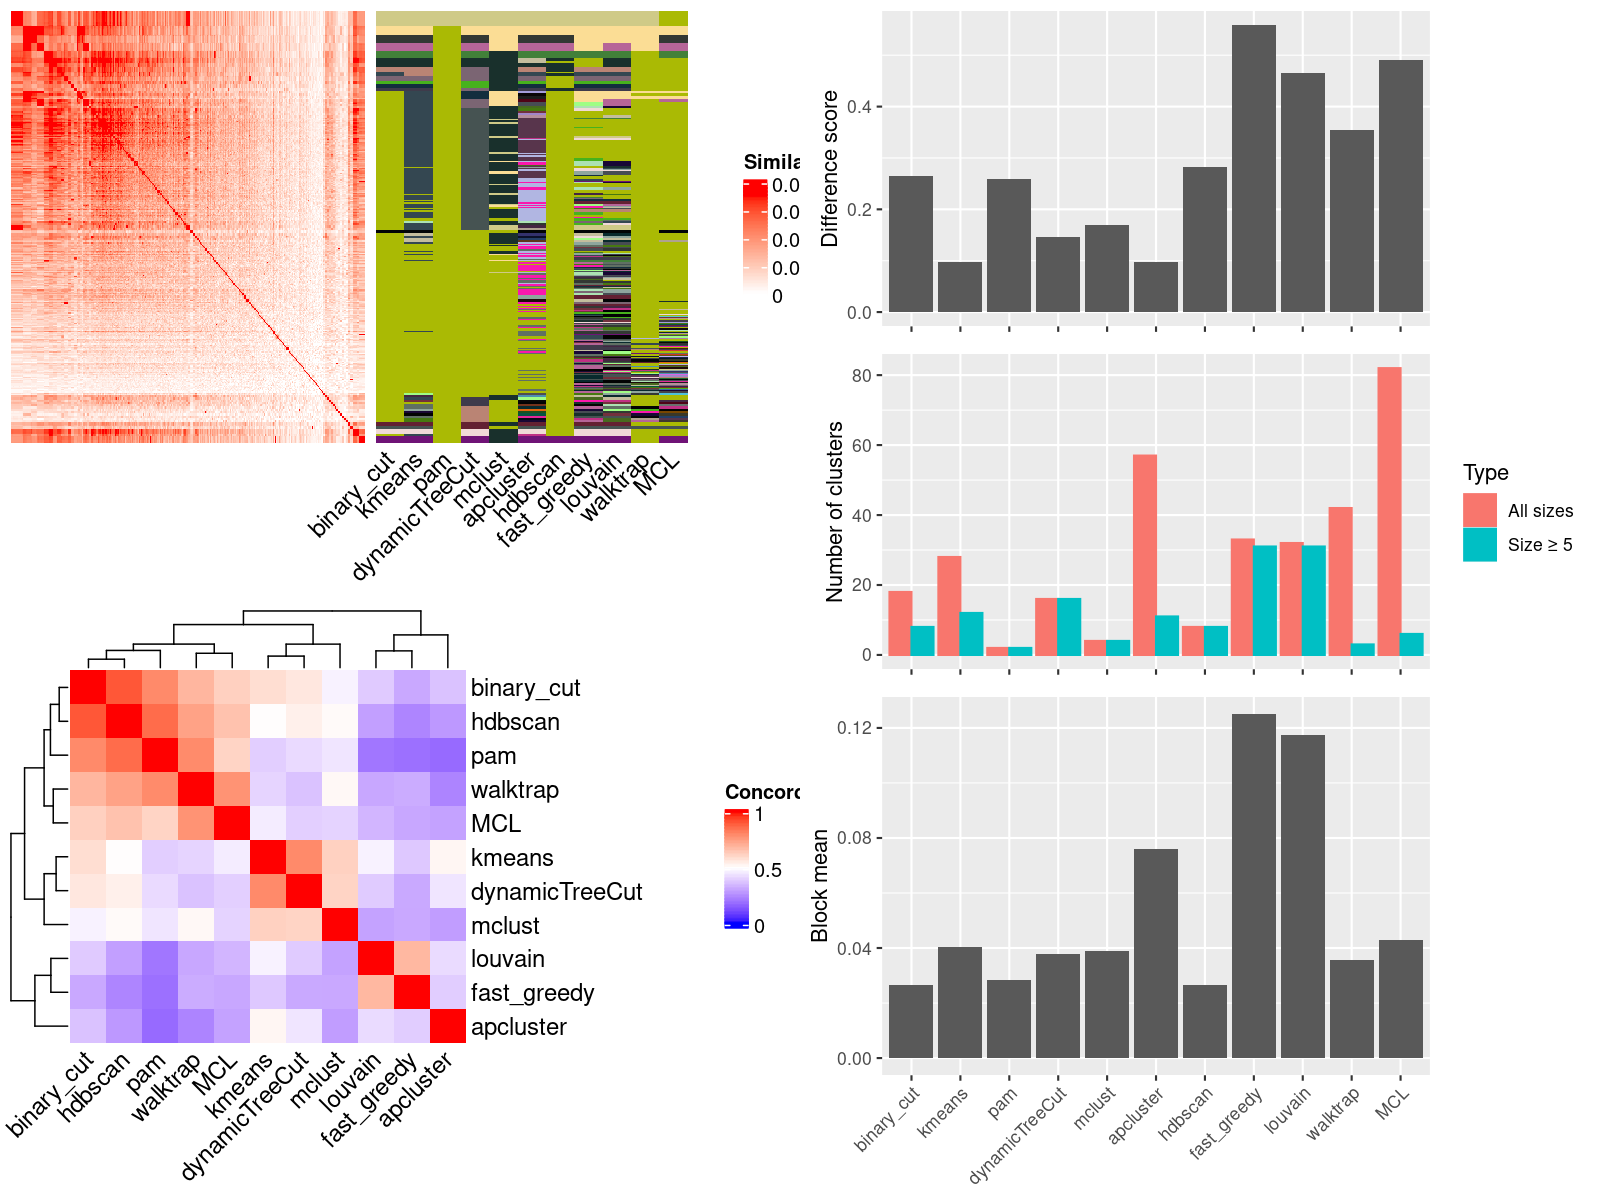 Simila
0.0
0.0
0.0
0.0
0
binary_cut
kmeans
pam
dynamicTreeCut
mclust
apcluster
hdbscan
fast_greedy
louvain
walktrap
MCL
binary_cut
hdbscan
pam
walktrap
MCL
kmeans
dynamicTreeCut
mclust
louvain
fast_greedy
apcluster
binary_cut
hdbscan
pam
walktrap
MCL
kmeans
dynamicTreeCut
mclust
louvain
fast_greedy
apcluster
Concord
1
0.5
0
Difference score
0.4
0.2
0.0
Number of clusters
80
60
40
20
0
Type
All sizes
Size ≥ 5
Block mean
0.12
0.08
0.04
0.00
binary_cut
kmeans
pam
dynamicTreeCut
mclust
apcluster
hdbscan
fast_greedy
louvain
walktrap
MCL